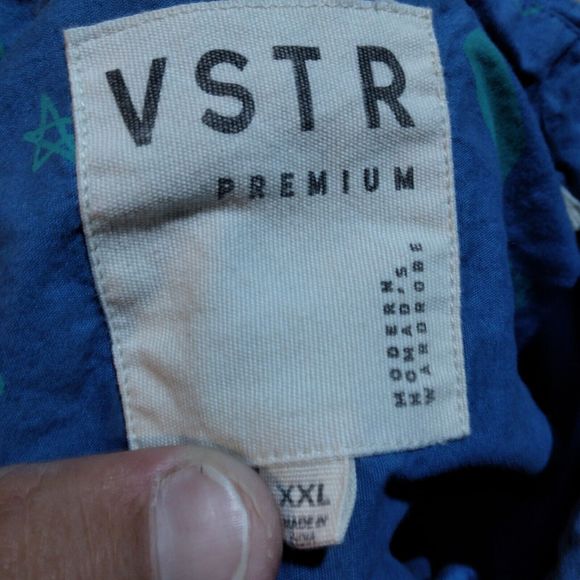 VSTR
PREMIUM
MODERN
NOMAD'S
WARDROBE
XXL
MADE IN